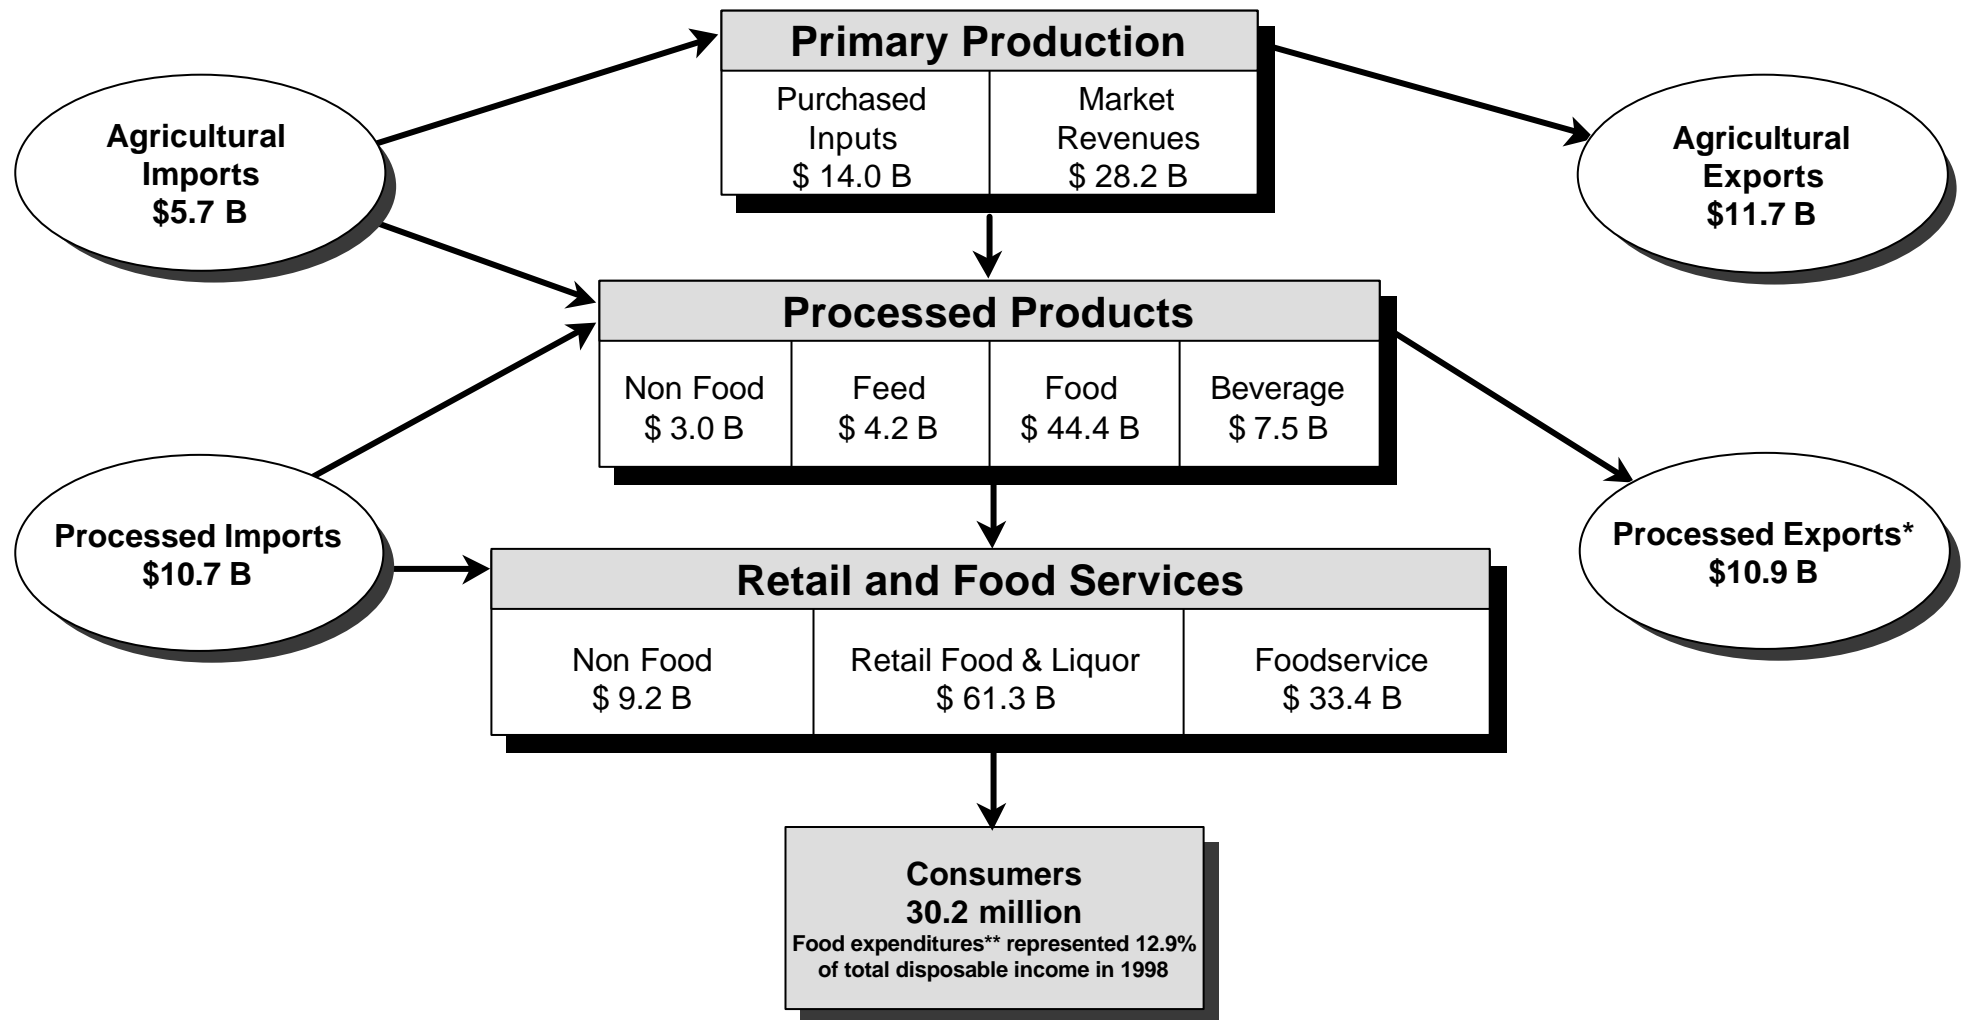 Primary Production
Purchased
Inputs
$ 14.0 B
Market
Revenues
$ 28.2 B
Agricultural
Imports
$5.7 B
Agricultural
Exports
$11.7 B
Processed Products
Non Food
$ 3.0 B
Feed
$ 4.2 B
Food
$ 44.4 B
Beverage
$ 7.5 B
Processed Imports
$10.7 B
Processed Exports*
$10.9 B
Retail and Food Services
Non Food
$ 9.2 B
Retail Food & Liquor
$ 61.3 B
Foodservice
$ 33.4 B
Consumers
30.2 million
Food expenditures** represented 12.9%
of total disposable income in 1998